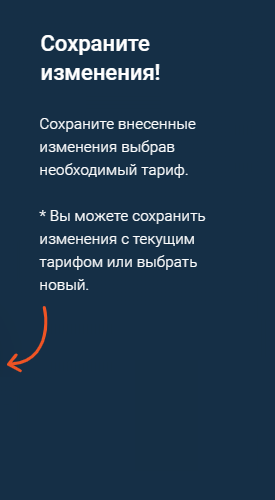 Сохраните
изменения!
Сохраните внесенные
изменения выбрав
необходимый тариф.
* Вы можете сохранить
изменения с текущим
тарифом или выбрать
новый.